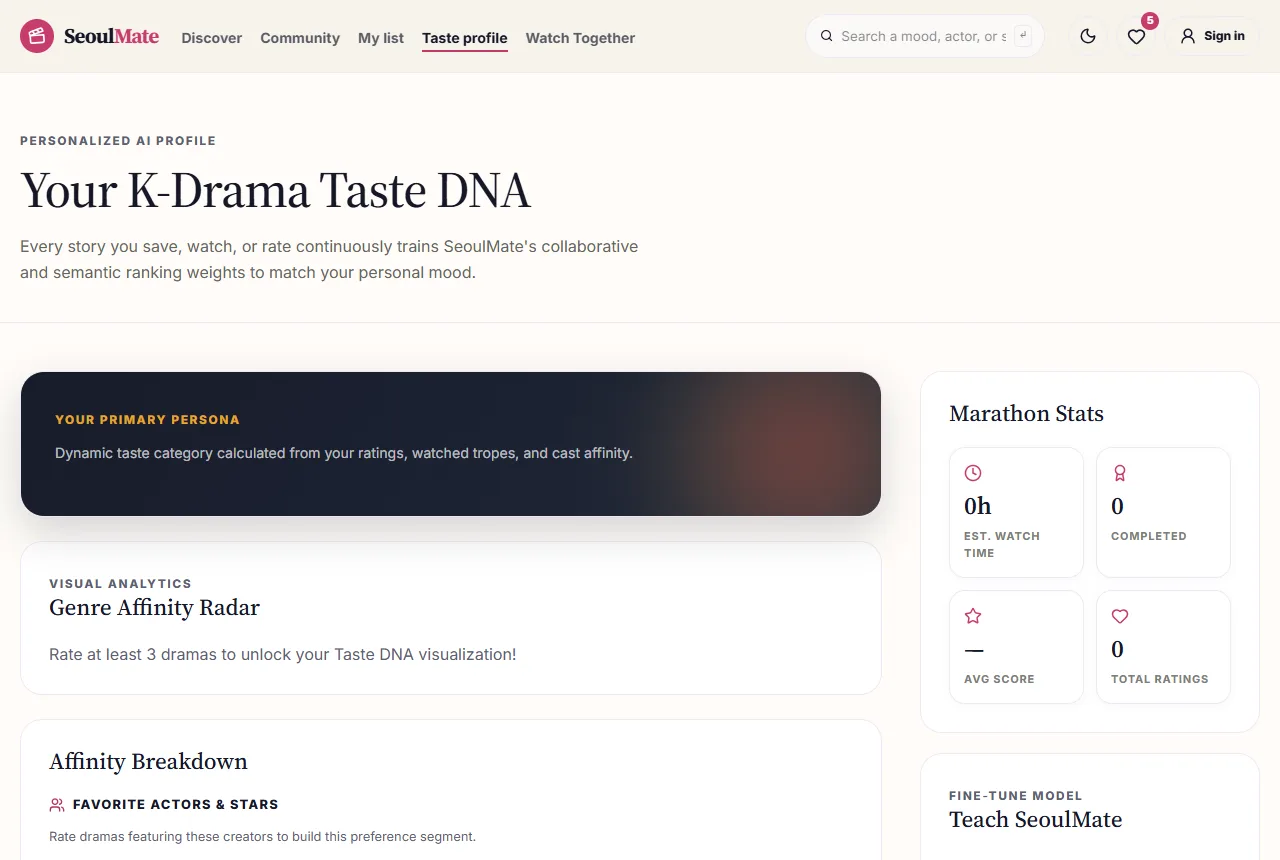 SeoulMate
Discover
Community
My list
Taste profile
Watch Together
Search a mood, actor, or s
5
Sign in
PERSONALIZED AI PROFILE
Your K-Drama Taste DNA
Every story you save, watch, or rate continuously trains SeoulMate's collaborative
and semantic ranking weights to match your personal mood.
YOUR PRIMARY PERSONA
Dynamic taste category calculated from your ratings, watched tropes, and cast affinity.
VISUAL ANALYTICS
Genre Affinity Radar
Rate at least 3 dramas to unlock your Taste DNA visualization!
Affinity Breakdown
FAVORITE ACTORS & STARS
Rate dramas featuring these creators to build this preference segment.
Marathon Stats
0h
EST. WATCH
TIME
0
COMPLETED
—
AVG SCORE
0
TOTAL RATINGS
FINE-TUNE MODEL
Teach SeoulMate